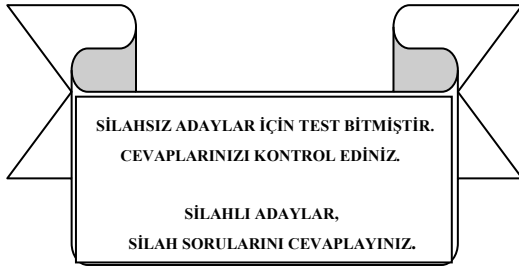 SİLAHSIZ ADAYLAR İÇİN TEST BİTMİŞTİR.
CEVAPLARINIZI KONTROL EDİNİZ.
SİLAHLI ADAYLAR,
SİLAH SORULARINI CEVAPLAYINIZ.